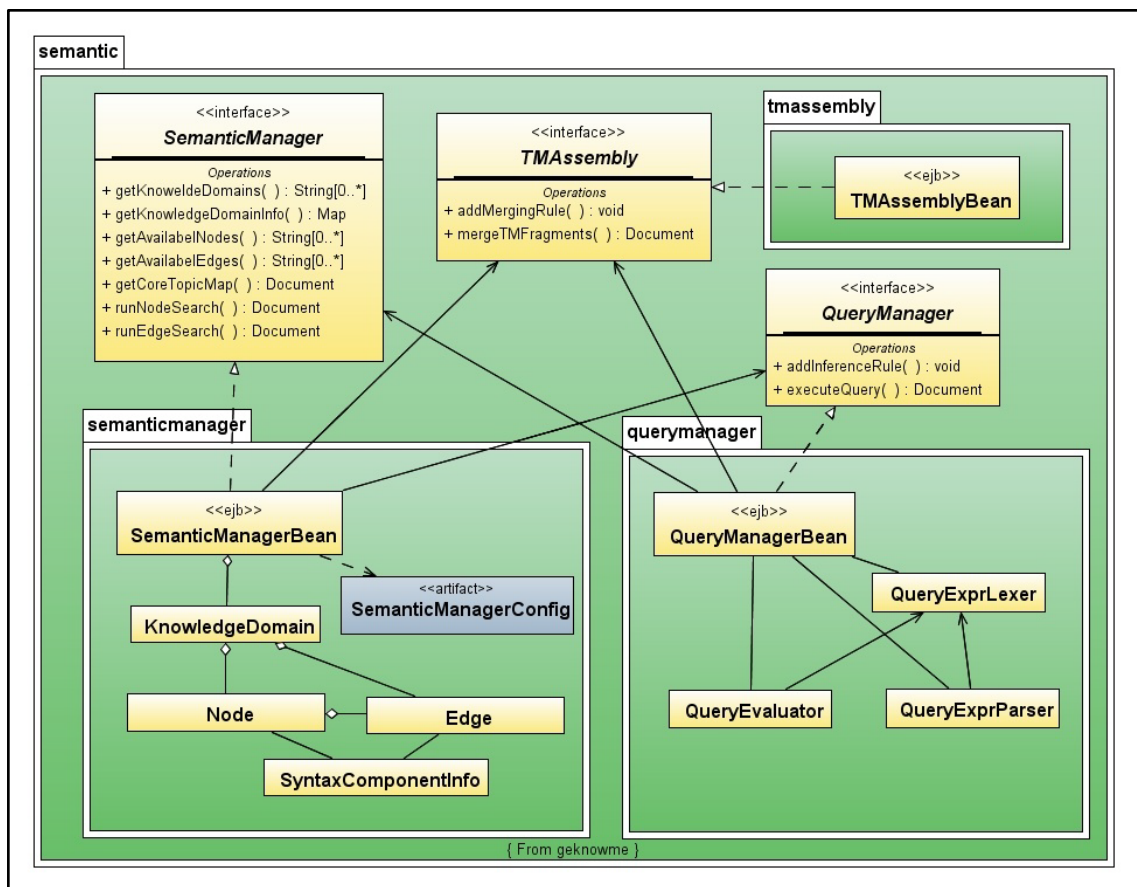 semantic
<<interface>>
SemanticManager
Operations
+ getKnoweldeDomains( ) : String[0..*]
+ getKnowledgeDomainInfo( ) : Map
+ getAvailabelNodes( ) : String[0..*]
+ getAvailabelEdges( ) : String[0..*]
+ getCoreTopicMap( ) : Document
+ runNodeSearch( ) : Document
+ runEdgeSearch( ) : Document
<<interface>>
TMAssembly
Operations
+ addMergingRule( ) : void
+ mergeTMFragments( ) : Document
tmassembly
<<ejb>>
TMAssemblyBean
<<interface>>
QueryManager
Operations
+ addInferenceRule( ) : void
+ executeQuery( ) : Document
semanticmanager
<<ejb>>
SemanticManagerBean
<<artifact>>
SemanticManagerConfig
KnowledgeDomain
Node
Edge
SyntaxComponentInfo
querymanager
<<ejb>>
QueryManagerBean
QueryExprLexer
QueryEvaluator
QueryExprParser
{ From geknowme }